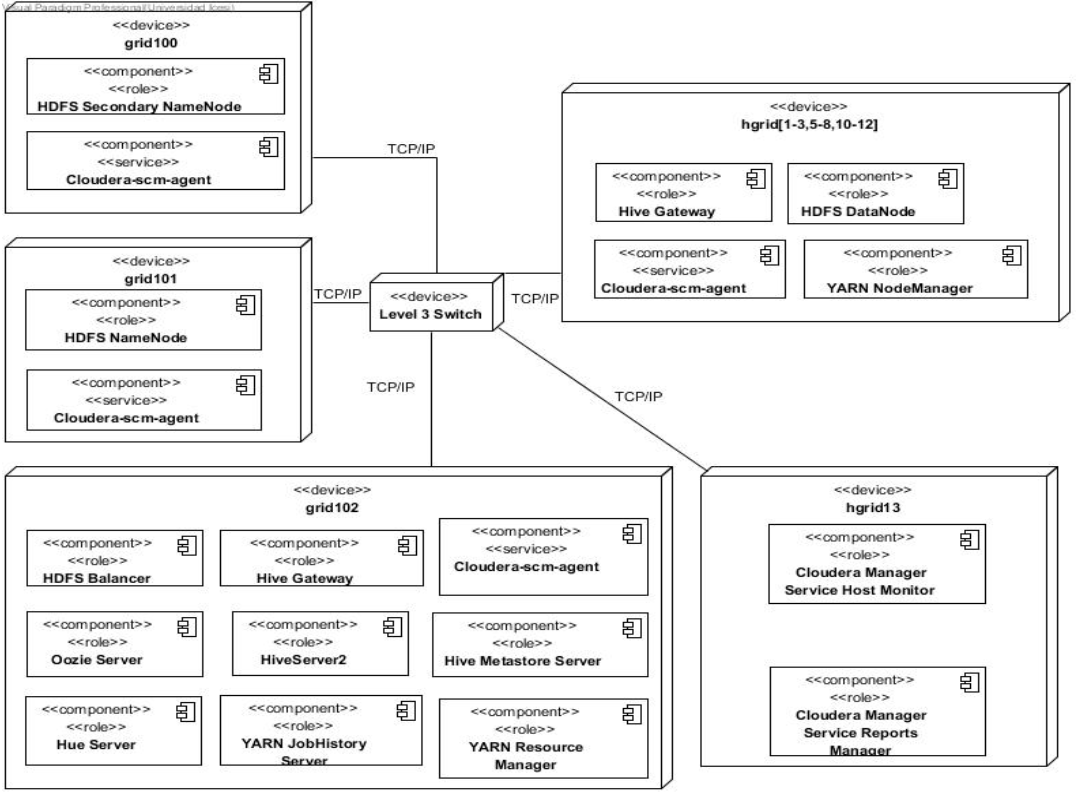 Visual Paradigm Professional(Universidad Icesi)
<<device>>
grid100
<<component>>
<<role>>
HDFS Secondary NameNode
<<component>>
<<service>>
Cloudera-scm-agent
TCP/IP
<<device>>
hgrid[1-3,5-8,10-12]
<<component>>
<<role>>
Hive Gateway
<<component>>
<<role>>
HDFS DataNode
<<component>>
<<service>>
Cloudera-scm-agent
<<component>>
<<role>>
YARN NodeManager
<<device>>
grid101
<<component>>
<<role>>
HDFS NameNode
<<component>>
<<service>>
Cloudera-scm-agent
TCP/IP
<<device>>
Level 3 Switch
TCP/IP
TCP/IP
TCP/IP
<<device>>
grid102
<<component>>
<<role>>
HDFS Balancer
<<component>>
<<role>>
Hive Gateway
<<component>>
<<service>>
Cloudera-scm-agent
<<component>>
<<role>>
Oozie Server
<<component>>
<<role>>
HiveServer2
<<component>>
<<role>>
Hive Metastore Server
<<component>>
<<role>>
Hue Server
<<component>>
<<role>>
YARN JobHistory
Server
<<component>>
<<role>>
YARN Resource
Manager
<<device>>
hgrid13
<<component>>
<<role>>
Cloudera Manager
Service Host Monitor
<<component>>
<<role>>
Cloudera Manager
Service Reports
Manager